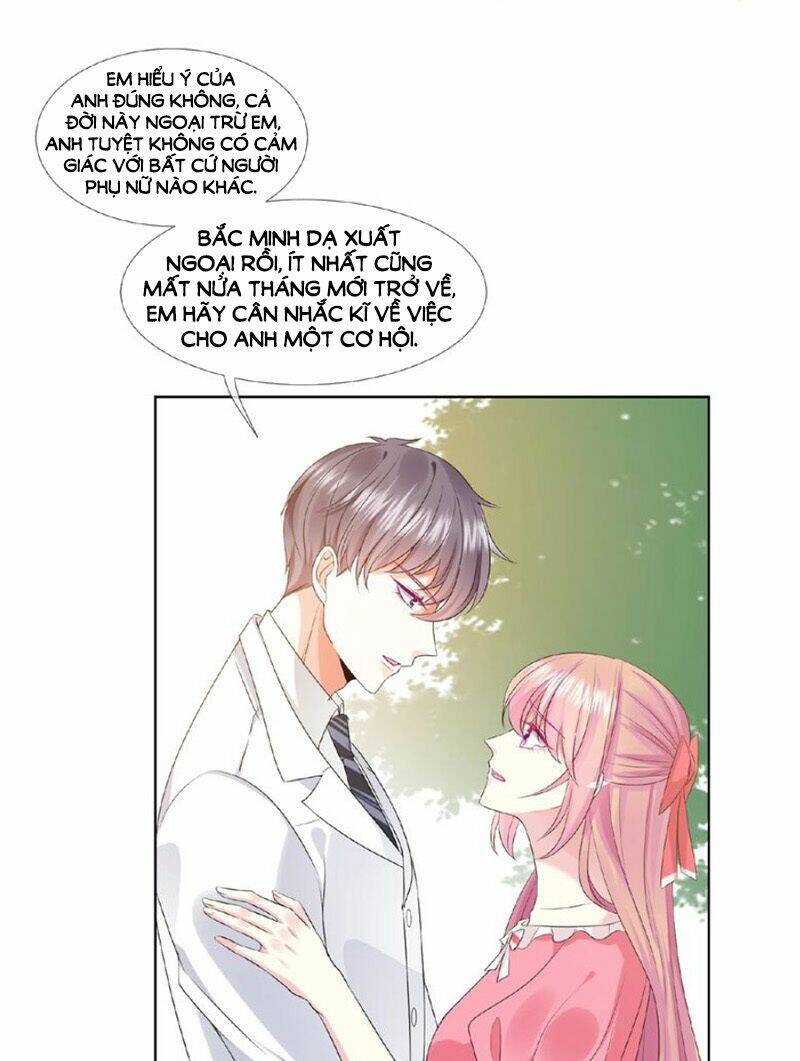 EM HIỂU Ý CỦA
ANH ĐÚNG KHÔNG, CẢ
ĐỜI NÀY NGOẠI TRỪ EM,
ANH TUYỆT KHÔNG CÓ CẢM
GIÁC VỚI BẤT CỨ NGƯỜI
PHỤ NỮ NÀO KHÁC.
BẮC MINH DẠ XUẤT
NGOẠI RỒI, ÍT NHẤT CŨNG
MẤT NỬA THÁNG MỚI TRỞ VỀ,
EM HÃY CÂN NHẮC KĨ VỀ VIỆC
CHO ANH MỘT CƠ HỘI.